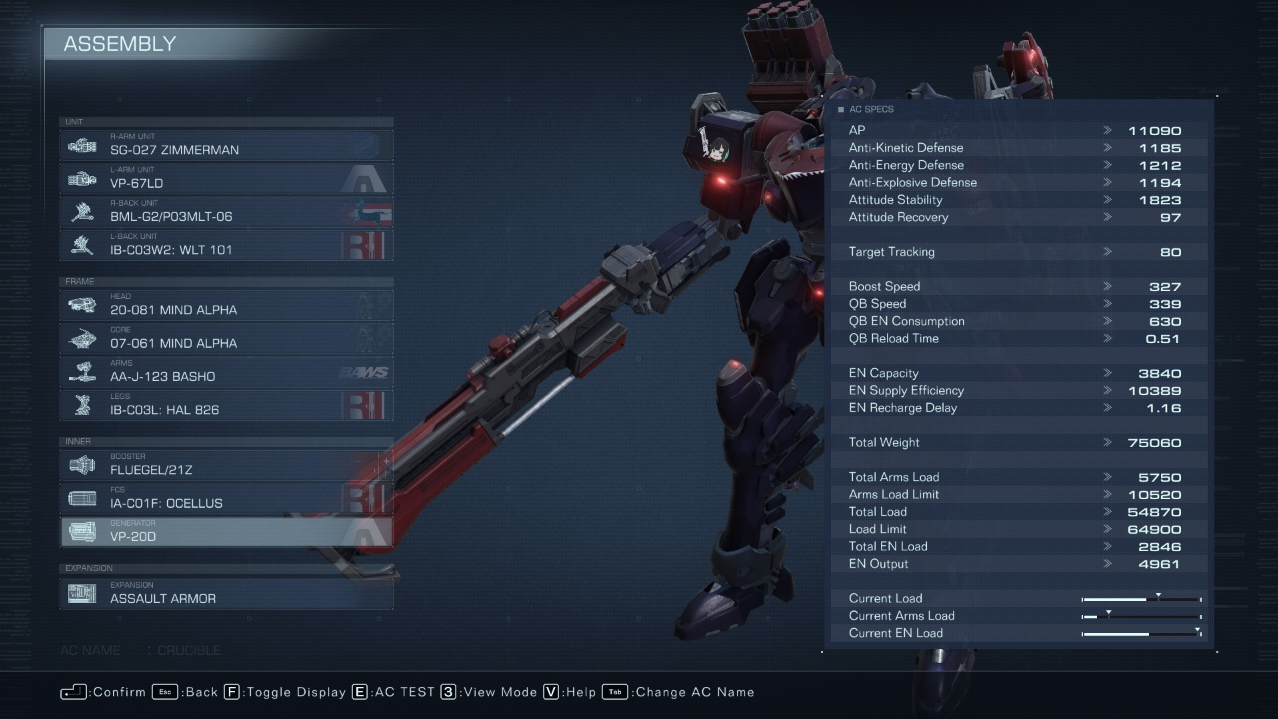 ASSEMBLY
UNIT
R-ARM UNIT
SG-027 ZIMMERMAN
L-ARM UNIT
VP-67LD
R-BACK UNIT
BML-G2/P03MLT-06
L-BACK UNIT
IB-C03W2: WLT 101
RI
FRAME
HEAD
20-081 MIND ALPHA
CORE
07-061 MIND ALPHA
ARMS
AA-J-123 BASHO
BAWS
LEGS
IB-C03L: HAL 826
RI
INNER
BOOSTER
FLUEGEL/21Z
FCS
IA-C01F: OCELLUS
RI
GENERATOR
VP-20D
EXPANSION
EXPANSION
ASSAULT ARMOR
AC NAME : CRUCIBLE
AC SPECS
AP 11090
Anti-Kinetic Defense 1185
Anti-Energy Defense 1212
Anti-Explosive Defense 1194
Attitude Stability 1823
Attitude Recovery 97
Target Tracking 80
Boost Speed 327
QB Speed 339
QB EN Consumption 630
QB Reload Time 0.51
EN Capacity 3840
EN Supply Efficiency 10389
EN Recharge Delay 1.16
Total Weight 75060
Total Arms Load 5750
Arms Load Limit 10520
Total Load 54870
Load Limit 64900
Total EN Load 2846
EN Output 4961
Current Load
Current Arms Load
Current EN Load
:Confirm Esc :Back F :Toggle Display E :AC TEST 3 :View Mode V :Help Tab :Change AC Name